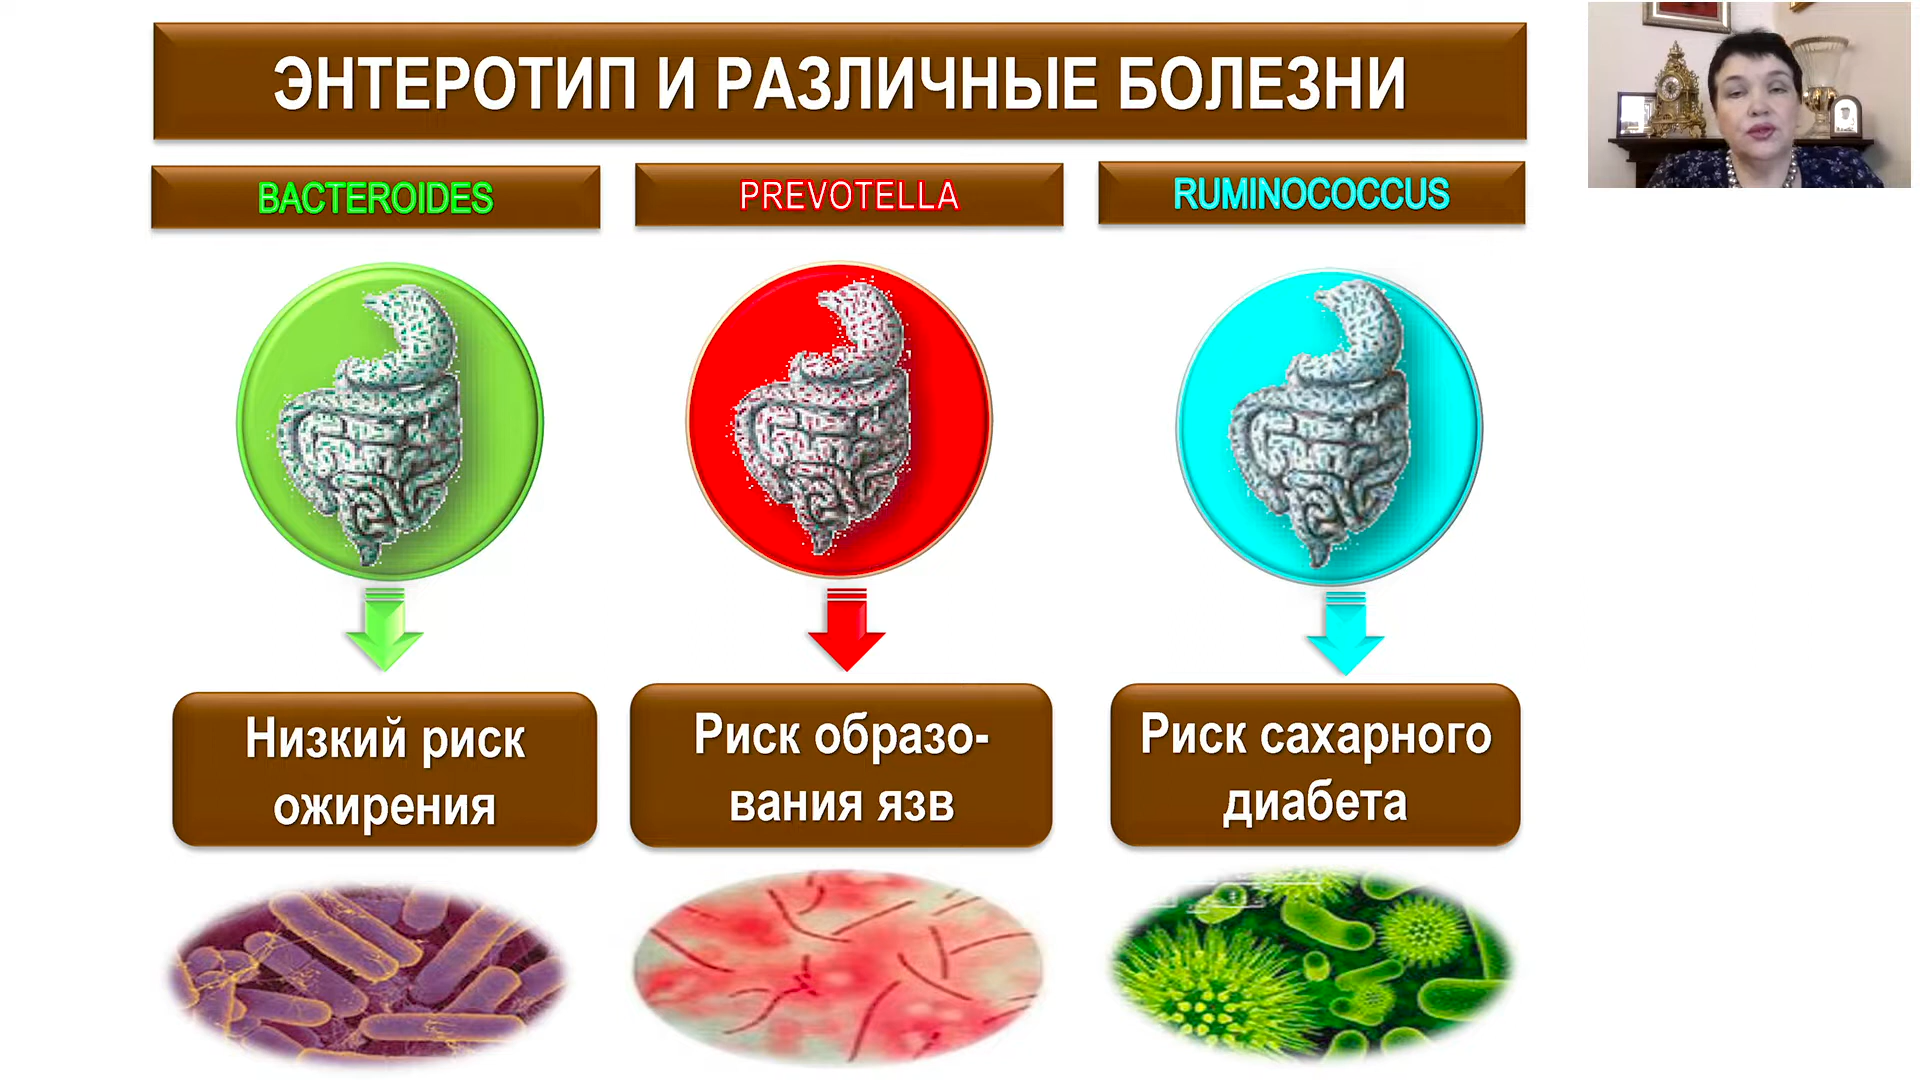 ЭНТЕРОТИП И РАЗЛИЧНЫЕ БОЛЕЗНИ
BACTEROIDES
PREVOTELLA
RUMINOCOCCUS
Низкий риск
ожирения
Риск образо-
вания язв
Риск сахарного
диабета